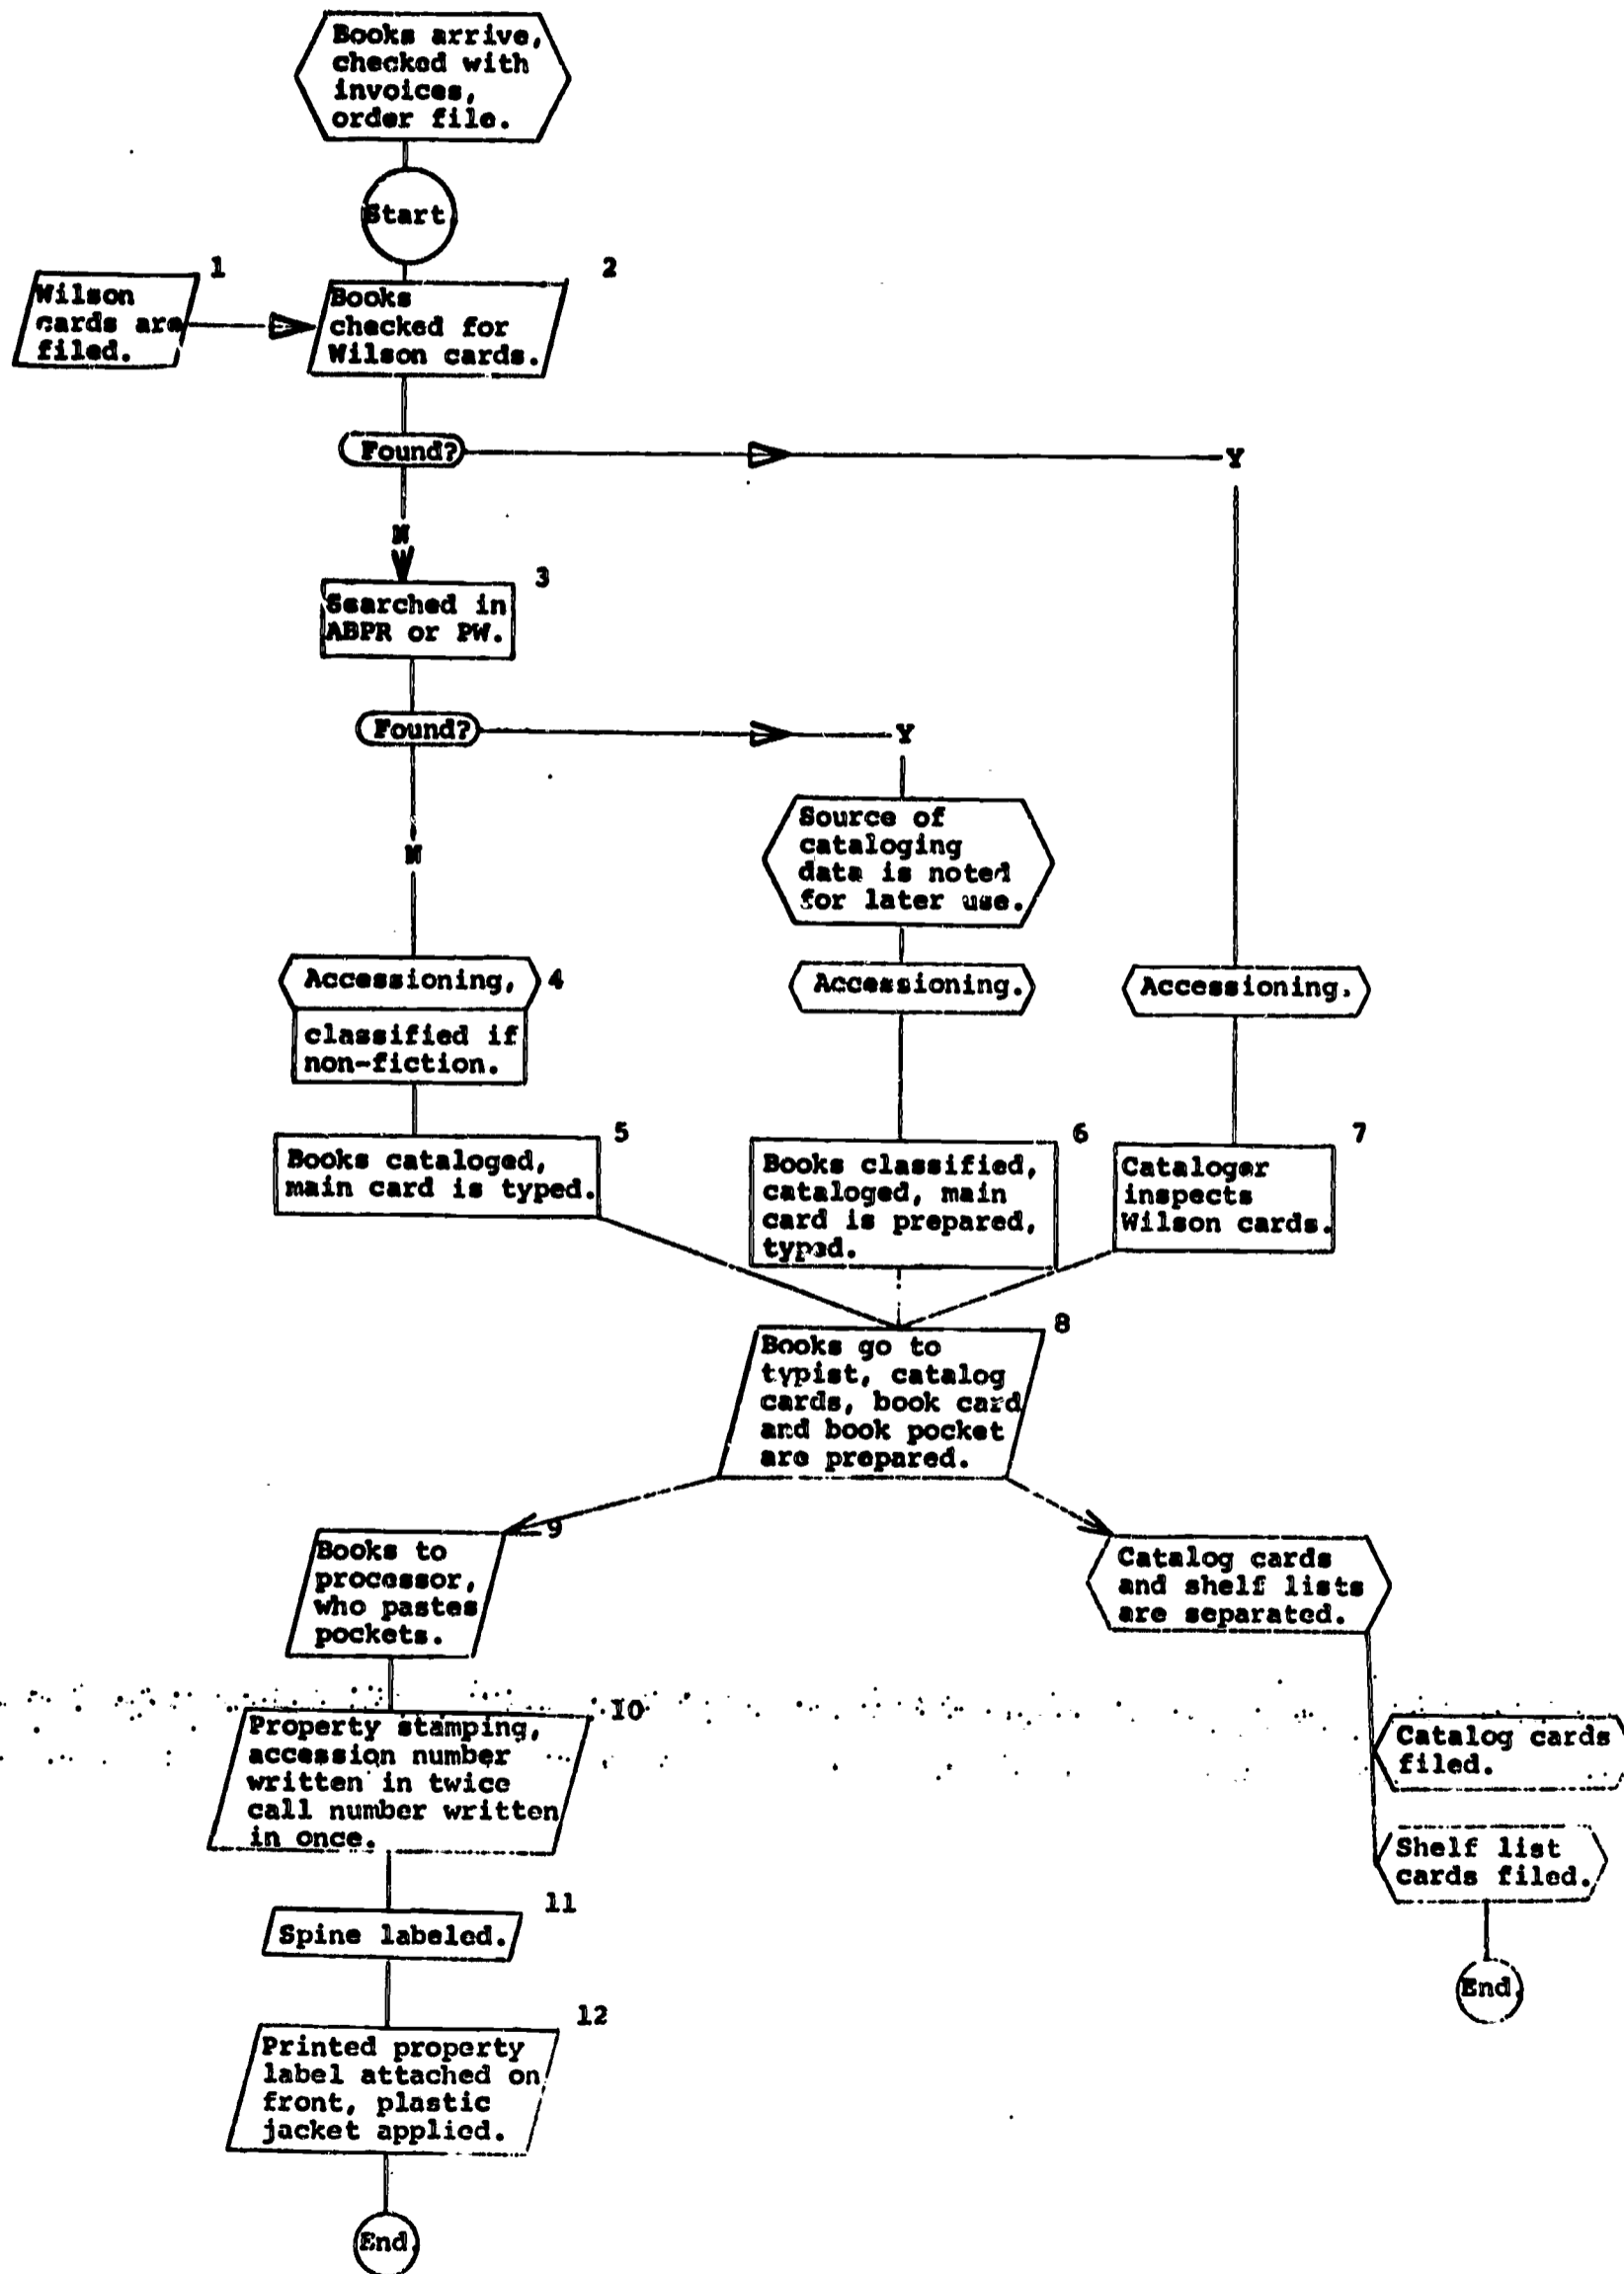 Books arrive,
checked with
invoices,
order file.
Start
1
Wilson
cards are
filed.
2
Books
checked for
Wilson cards.
Found?
Y
N
3
Searched in
ABPR or PW.
Found?
Y
N
Source of
cataloging
data is noted
for later use.
Accessioning,
4
classified if
non-fiction.
Accessioning.
Accessioning.
5
Books cataloged,
main card is typed.
6
Books classified,
cataloged, main
card is prepared,
typed.
7
Cataloger
inspects
Wilson cards.
8
Books go to
typist, catalog
cards, book card
and book pocket
are prepared.
9
Books to
processor,
who pastes
pockets.
Catalog cards
and shelf lists
are separated.
10
Property stamping,
accession number
written in twice
call number written
in once.
Catalog cards
filed.
Shelf list
cards filed.
End.
11
Spine labeled.
12
Printed property
label attached on
front, plastic
jacket applied.
End.